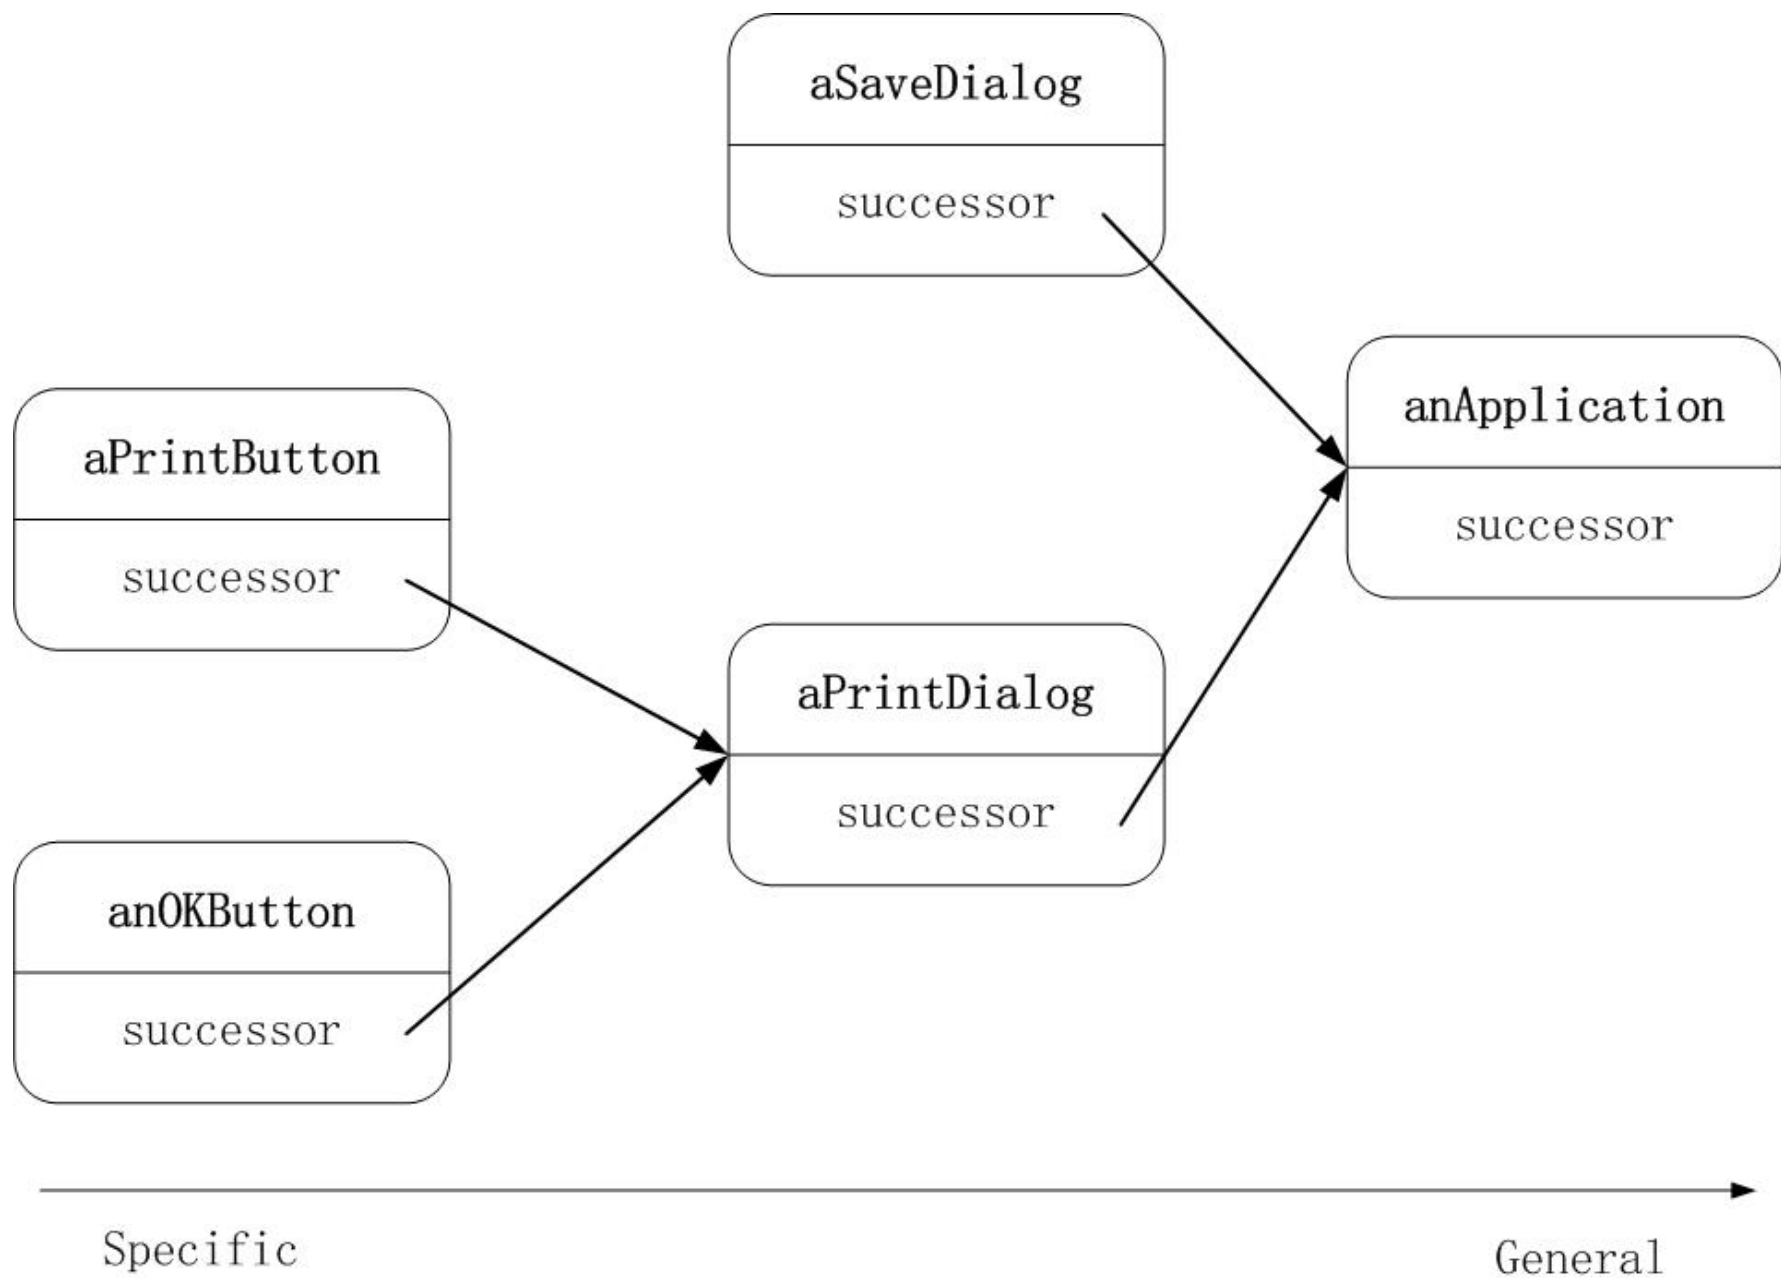 aSaveDialog
successor
anApplication
successor
aPrintButton
successor
aPrintDialog
successor
anOKButton
successor
Specific
General